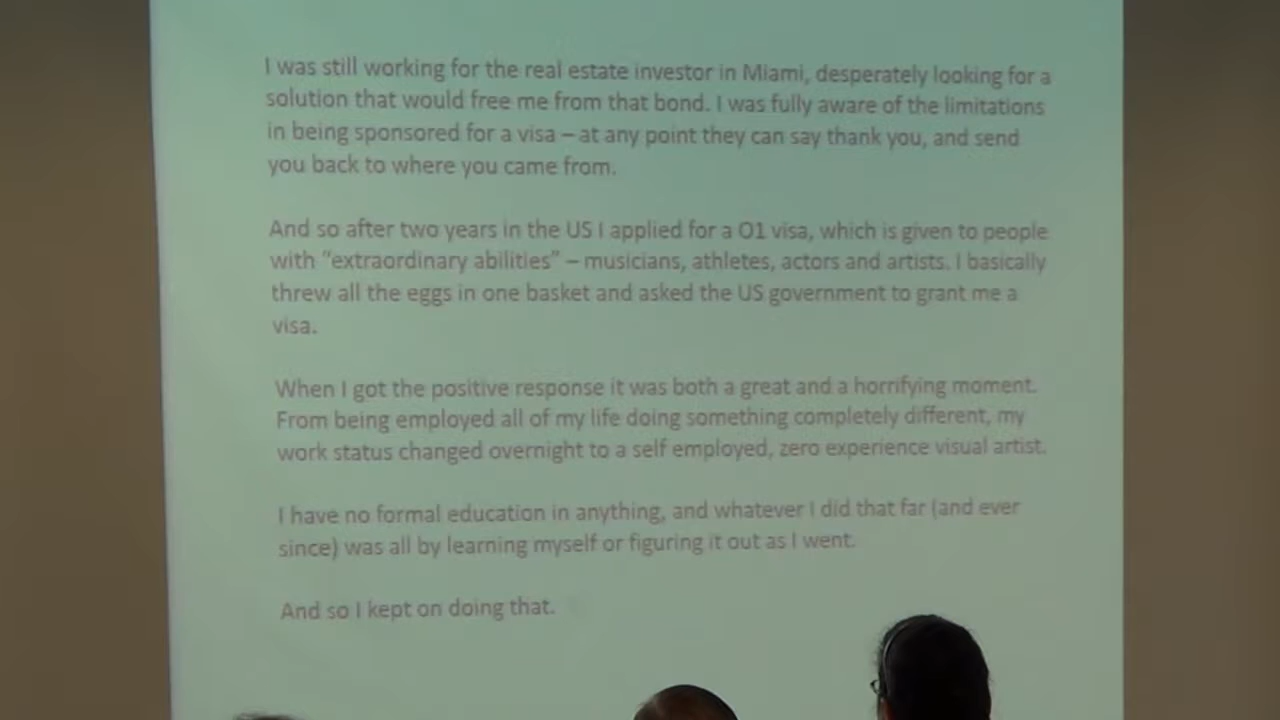 I was still working for the real estate investor in Miami, desperately looking for a
solution that would free me from that bond. I was fully aware of the limitations
in being sponsored for a visa – at any point they can say thank you, and send
you back to where you came from.
And so after two years in the US I applied for a O1 visa, which is given to people
with “extraordinary abilities” – musicians, athletes, actors and artists. I basically
threw all the eggs in one basket and asked the US government to grant me a
visa.
When I got the positive response it was both a great and a horrifying moment.
From being employed all of my life doing something completely different, my
work status changed overnight to a self employed, zero experience visual artist.
I have no formal education in anything, and whatever I did that far (and ever
since) was all by learning myself or figuring it out as I went.
And so I kept on doing that.